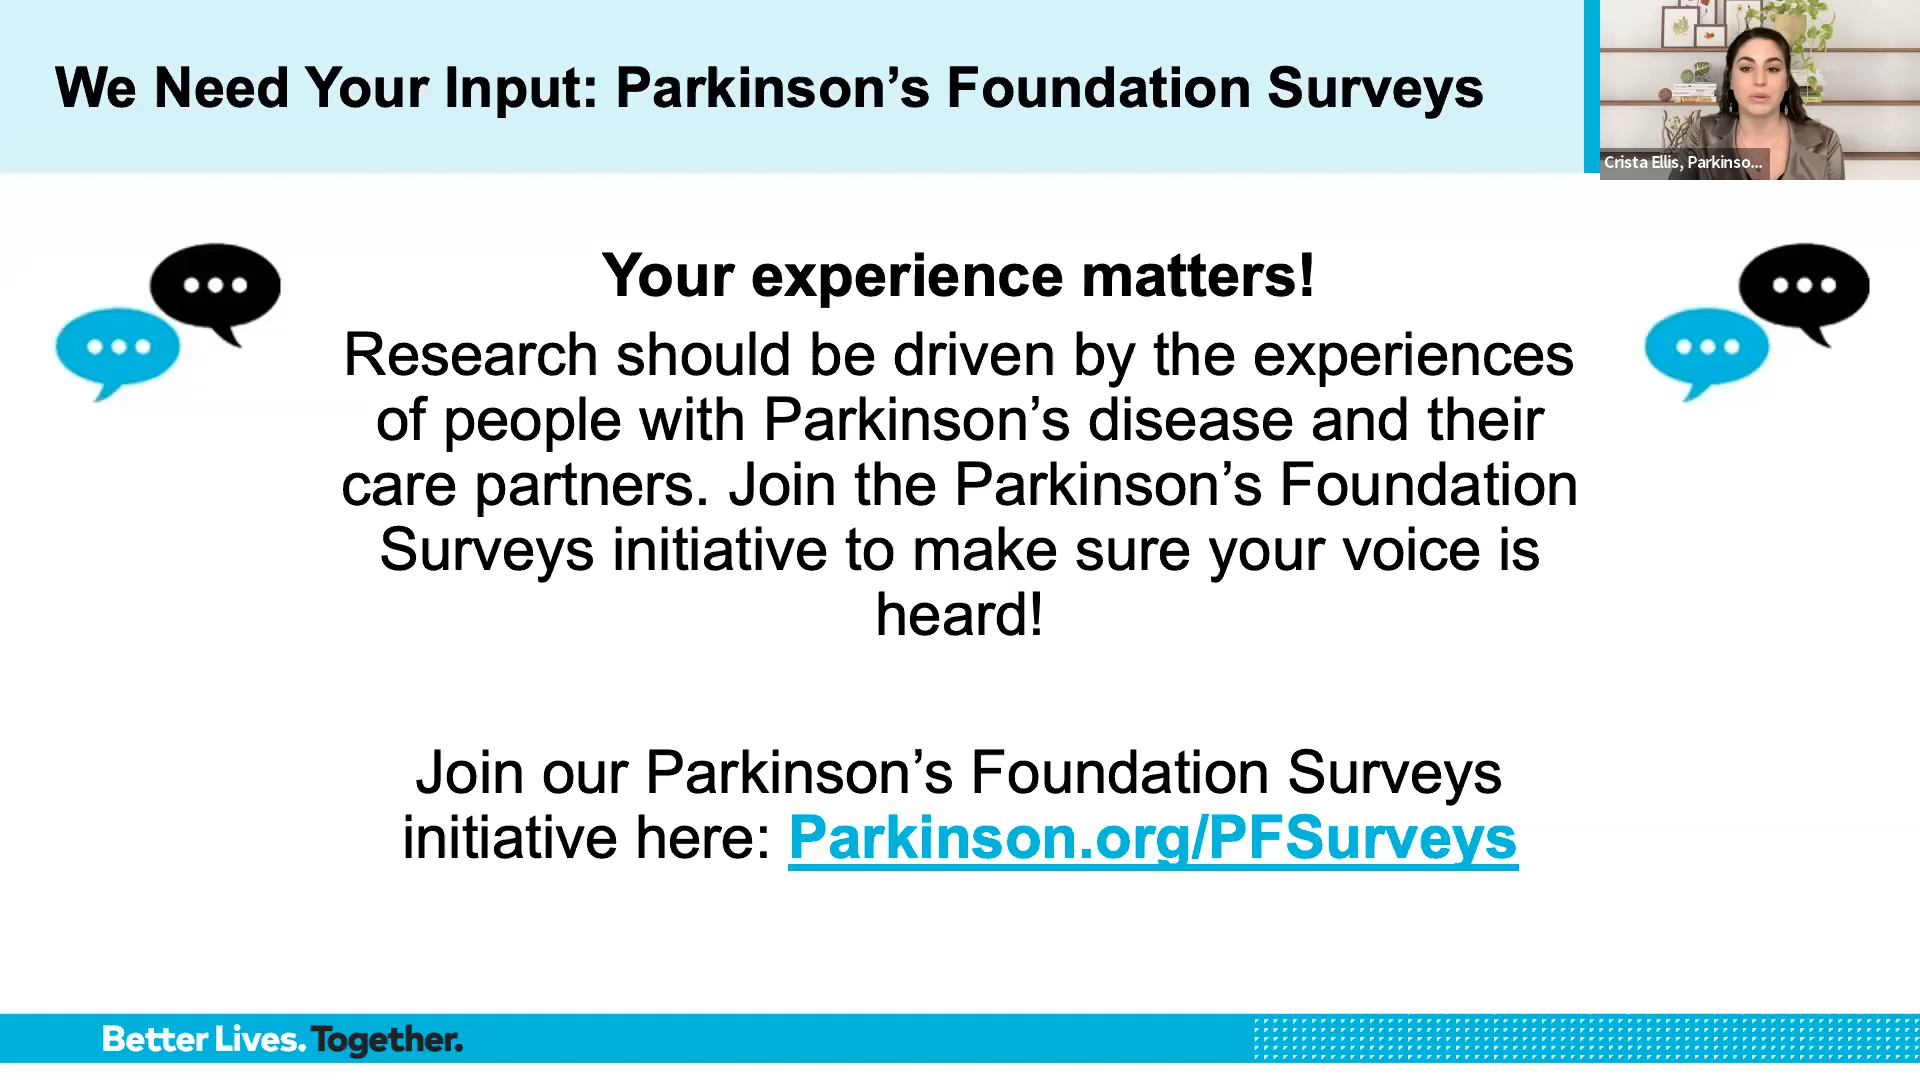 We Need Your Input: Parkinson’s Foundation Surveys
Crista Ellis, Parkinso...
Your experience matters!
Research should be driven by the experiences
of people with Parkinson’s disease and their
care partners. Join the Parkinson’s Foundation
Surveys initiative to make sure your voice is
heard!
Join our Parkinson’s Foundation Surveys
initiative here: Parkinson.org/PFSurveys
Better Lives. Together.